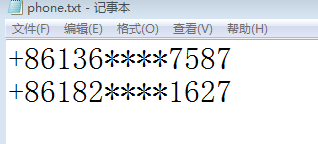 phone.txt - 记事本
文件(F) 编辑(E) 格式(O) 查看(V) 帮助(H)
+86136****7587
+86182****1627